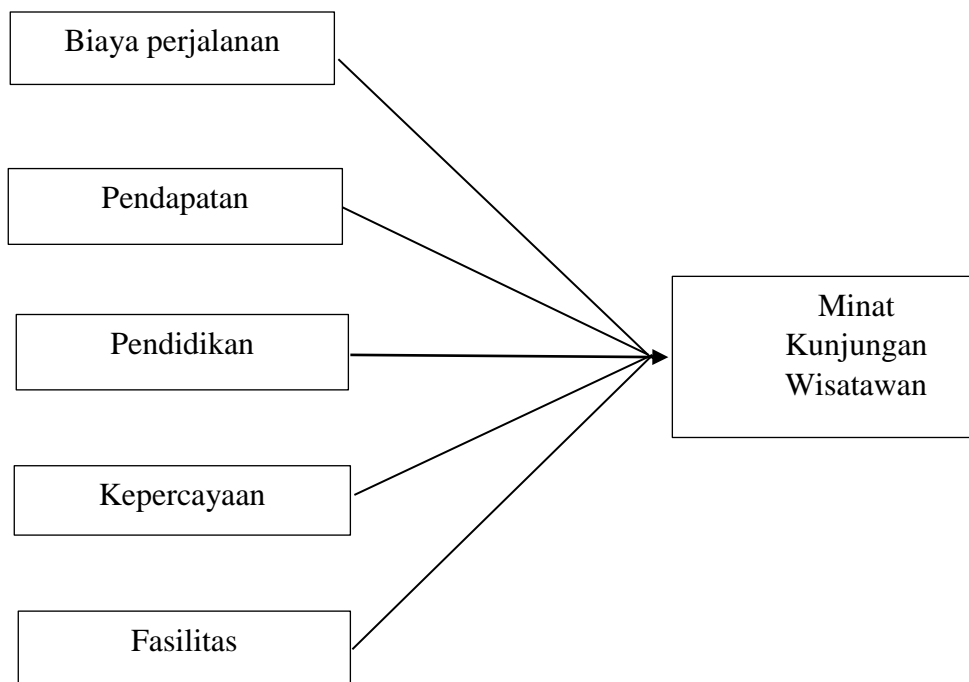 Biaya perjalanan
Pendapatan
Pendidikan
Kepercayaan
Fasilitas
Minat
Kunjungan
Wisatawan